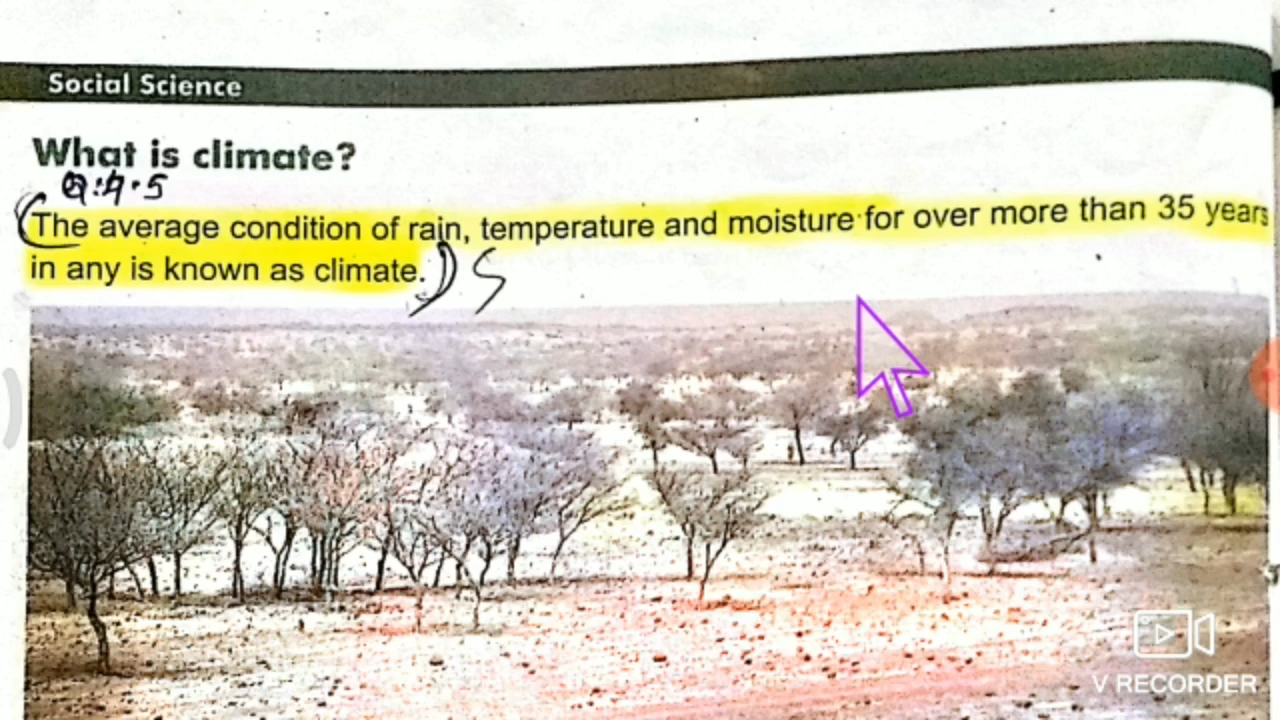 Social Science
What is climate?
Q:4.5
The average condition of rain, temperature and moisture for over more than 35 years
in any is known as climate.
V RECORDER